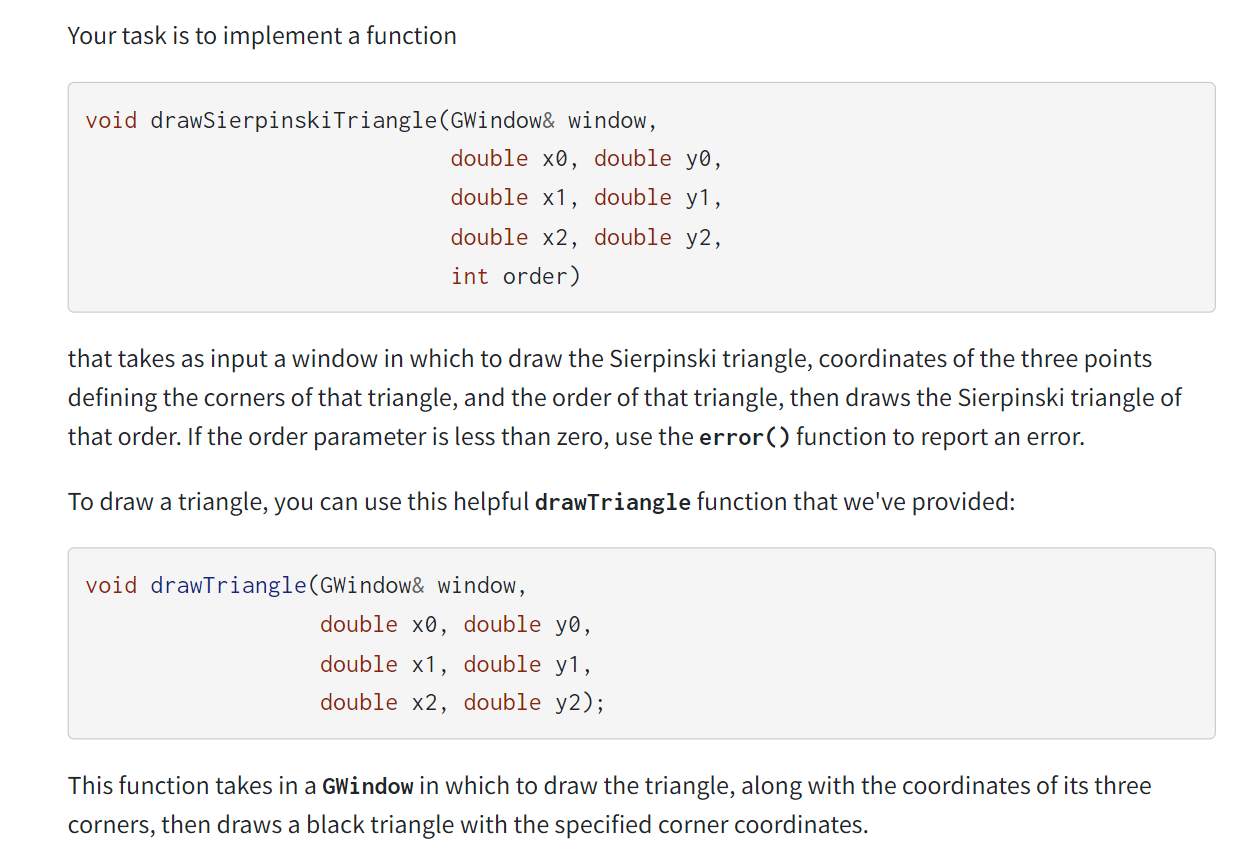 Your task is to implement a function
void drawSierpinskiTriangle(GWindow& window,
double x0, double y0,
double x1, double y1,
double x2, double y2,
int order)
that takes as input a window in which to draw the Sierpinski triangle, coordinates of the three points
defining the corners of that triangle, and the order of that triangle, then draws the Sierpinski triangle of
that order. If the order parameter is less than zero, use the error() function to report an error.
To draw a triangle, you can use this helpful drawTriangle function that we've provided:
void drawTriangle(GWindow& window,
double x0, double y0,
double x1, double y1,
double x2, double y2);
This function takes in a GWindow in which to draw the triangle, along with the coordinates of its three
corners, then draws a black triangle with the specified corner coordinates.